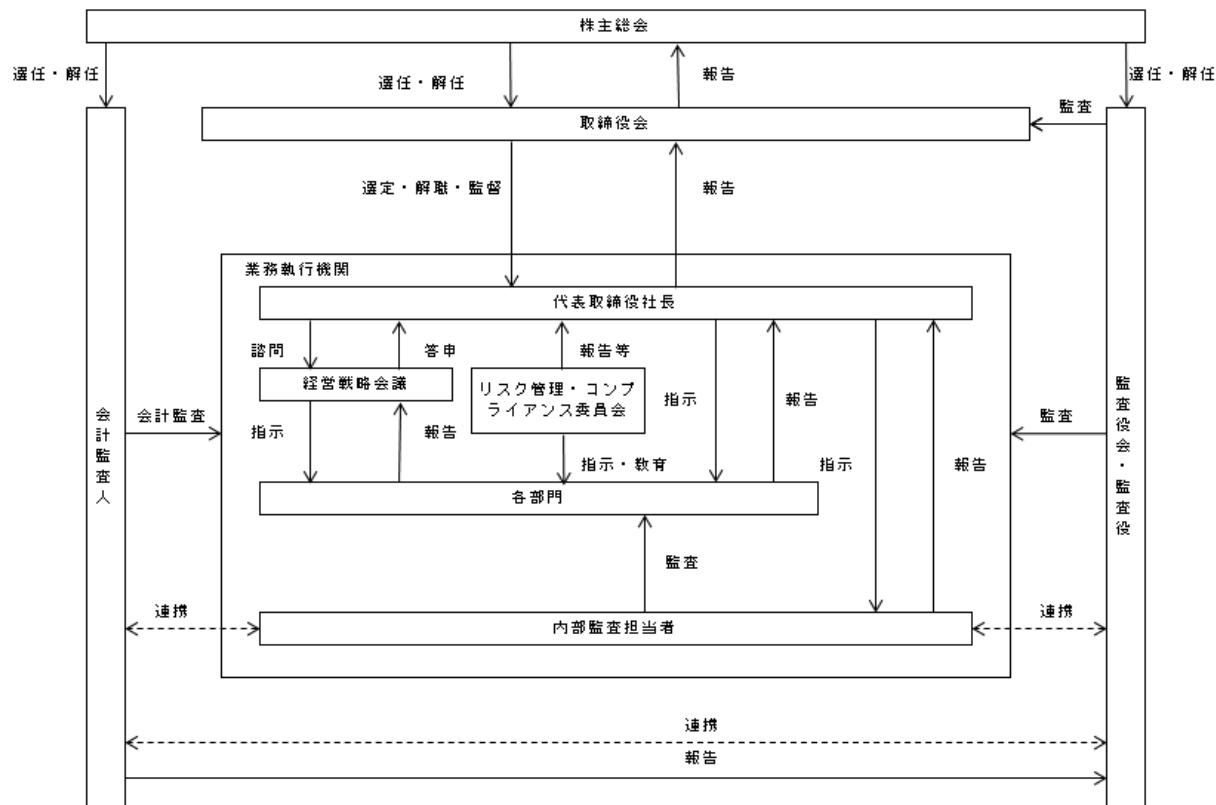 株主総会
選任・解任
選任・解任
報告
選任・解任
取締役会
監査
選定・解職・監督
報告
業務執行機関
代表取締役社長
諮問
答申
報告等
経営戦略会議
リスク管理・コンプ
ライアンス委員会
指示
報告
会計監査
指示
報告
監査
指示・教育
指示
報告
各部門
会計監査人
監査役会・監査役
監査
連携
内部監査担当者
連携
連携
報告